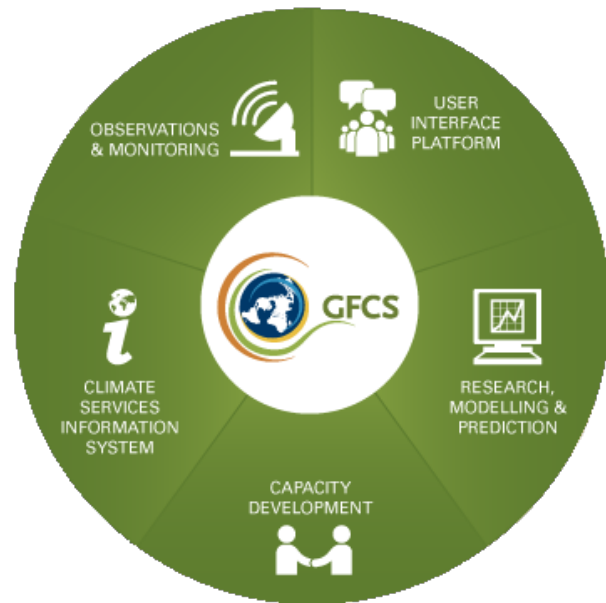 OBSERVATIONS
& MONITORING
USER
INTERFACE
PLATFORM
GFCS
CLIMATE
SERVICES
INFORMATION
SYSTEM
RESEARCH,
MODELLING &
PREDICTION
CAPACITY
DEVELOPMENT